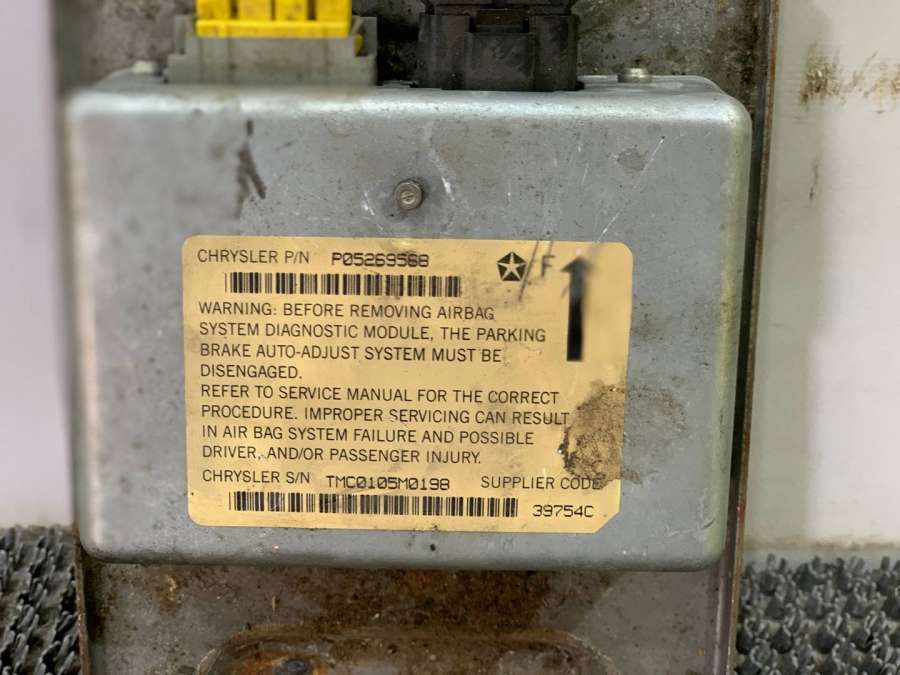 CHRYSLER P/N P05269568
F
WARNING: BEFORE REMOVING AIRBAG
SYSTEM DIAGNOSTIC MODULE, THE PARKING
BRAKE AUTO-ADJUST SYSTEM MUST BE
DISENGAGED.
REFER TO SERVICE MANUAL FOR THE CORRECT
PROCEDURE. IMPROPER SERVICING CAN RESULT
IN AIR BAG SYSTEM FAILURE AND POSSIBLE
DRIVER, AND/OR PASSENGER INJURY.
CHRYSLER S/N TMC0105M0198 SUPPLIER CODE
39754C